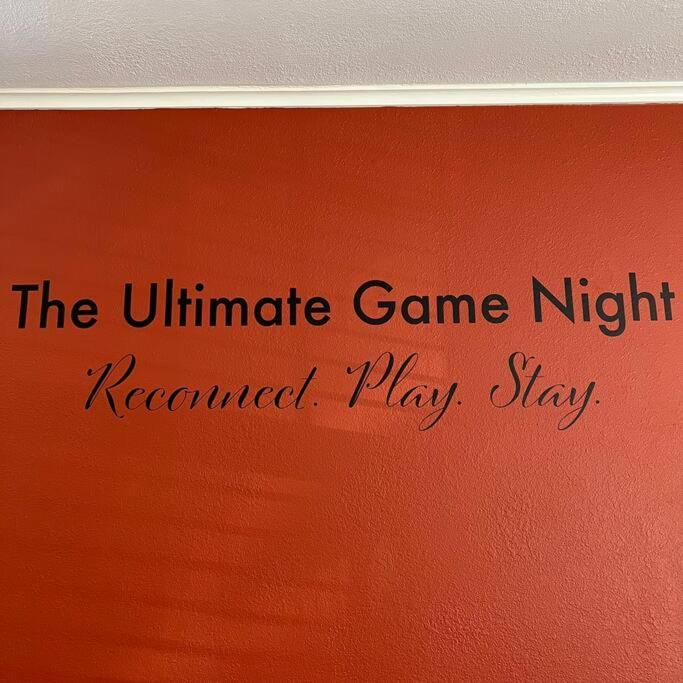 The Ultimate Game Night
Reconnect. Play. Stay.